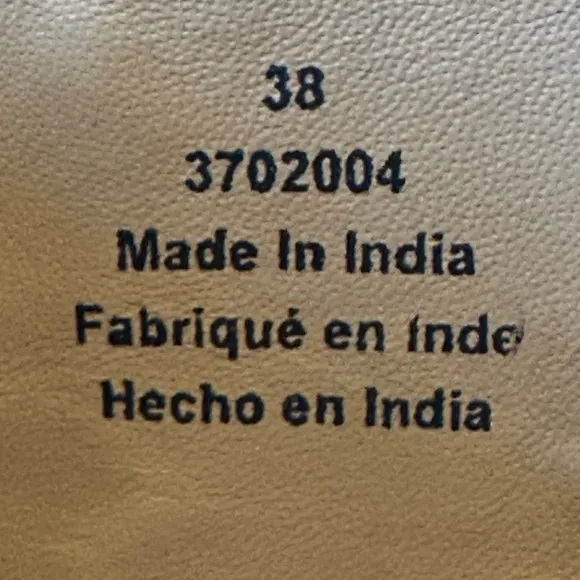 38
3702004
Made In India
Fabriqué en Inde
Hecho en India